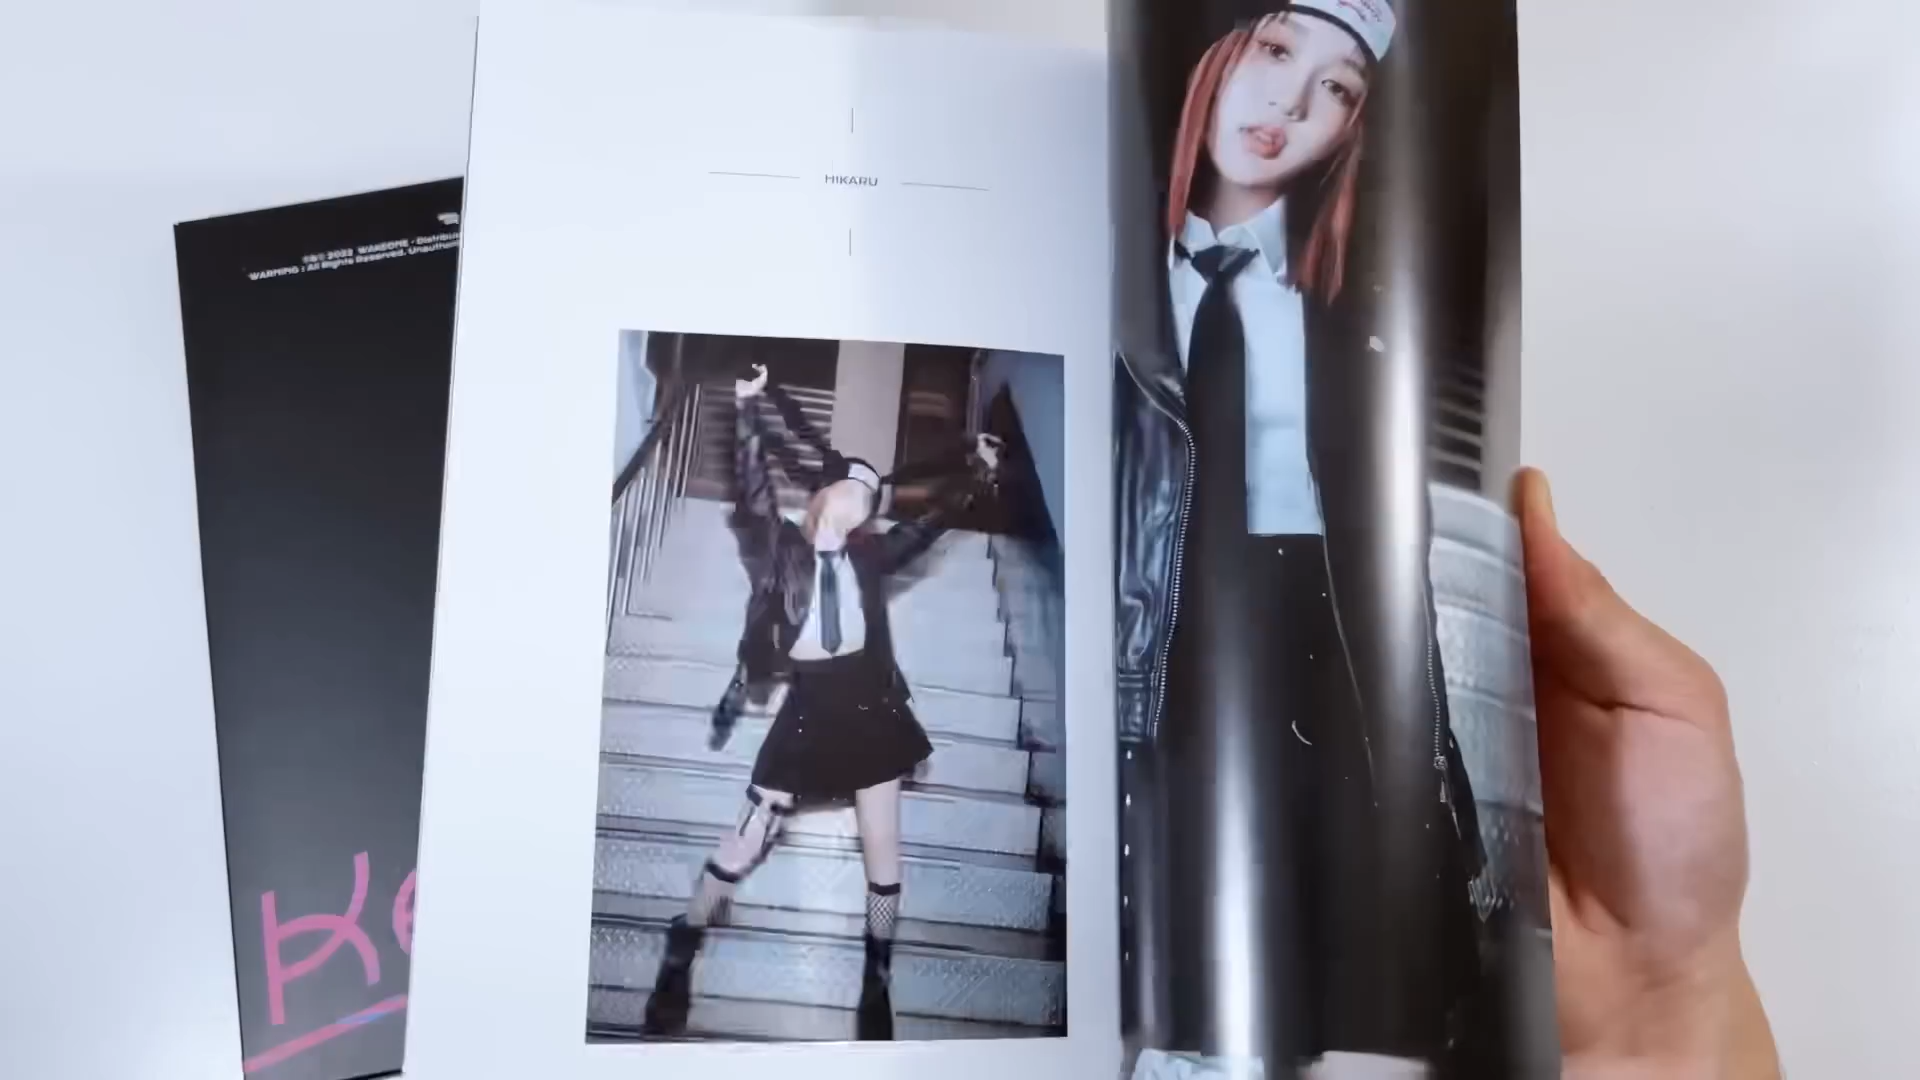 HIKARU
℗&© 2022 WAKEONE • Distribu
WARNING : All Rights Reserved. Unauthori
Ke